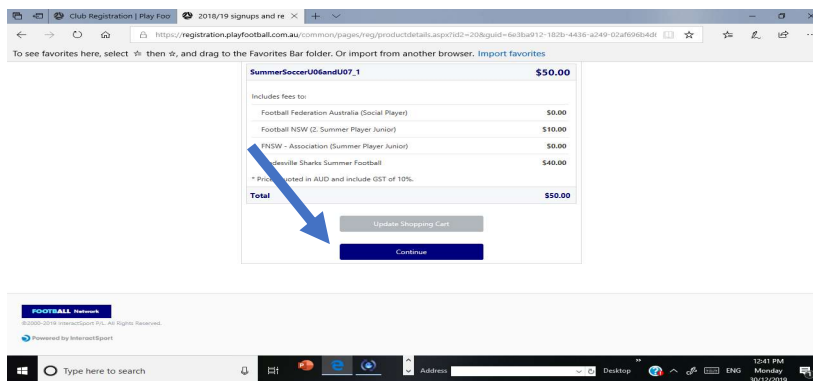 Club Registration | Play Foo
2018/19 signups and re
https://registration.playfootball.com.au/common/pages/reg/productdetails.aspx?id2=20&guid=6e3ba912-182b-4436-a249-02af696b4d
To see favorites here, select ☆ then ☆, and drag to the Favorites Bar folder. Or import from another browser. Import favorites
SummerSoccerU06andU07_1 $50.00
Includes fees to:
Football Federation Australia (Social Player) $0.00
Football NSW (2. Summer Player Junior) $10.00
FNSW - Association (Summer Player Junior) $0.00
desville Sharks Summer Football $40.00
* Pric quoted in AUD and include GST of 10%.
Total $50.00
Update Shopping Cart
Continue
FOOTBALL Network
©2000-2018 InteractSport P/L. All Rights Reserved.
Powered by InteractSport
Type here to search
Address
Desktop
ENG
12:41 PM
Monday
30/12/2019